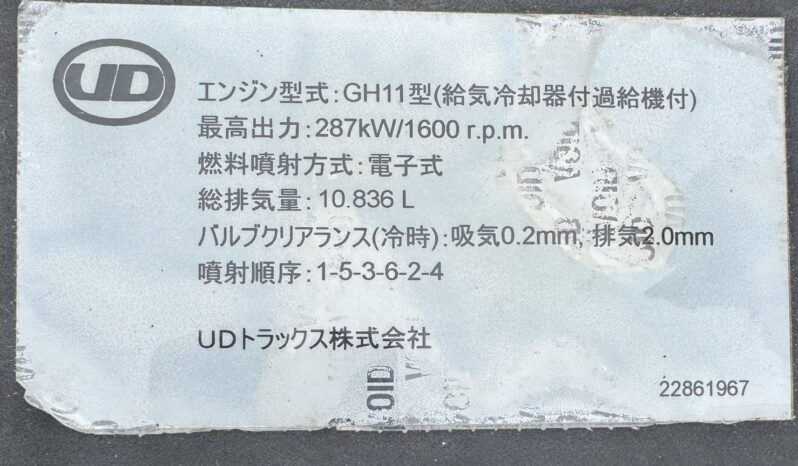 UD
エンジン型式:GH11型(給気冷却器付過給機付)
最高出力:287kW/1600 r.p.m.
燃料噴射方式:電子式
総排気量:10.836 L
バルブクリアランス(冷時):吸気0.2mm, 排気2.0mm
噴射順序:1-5-3-6-2-4
UDトラックス株式会社
22861967
VOID
VOID
VOID
VOID